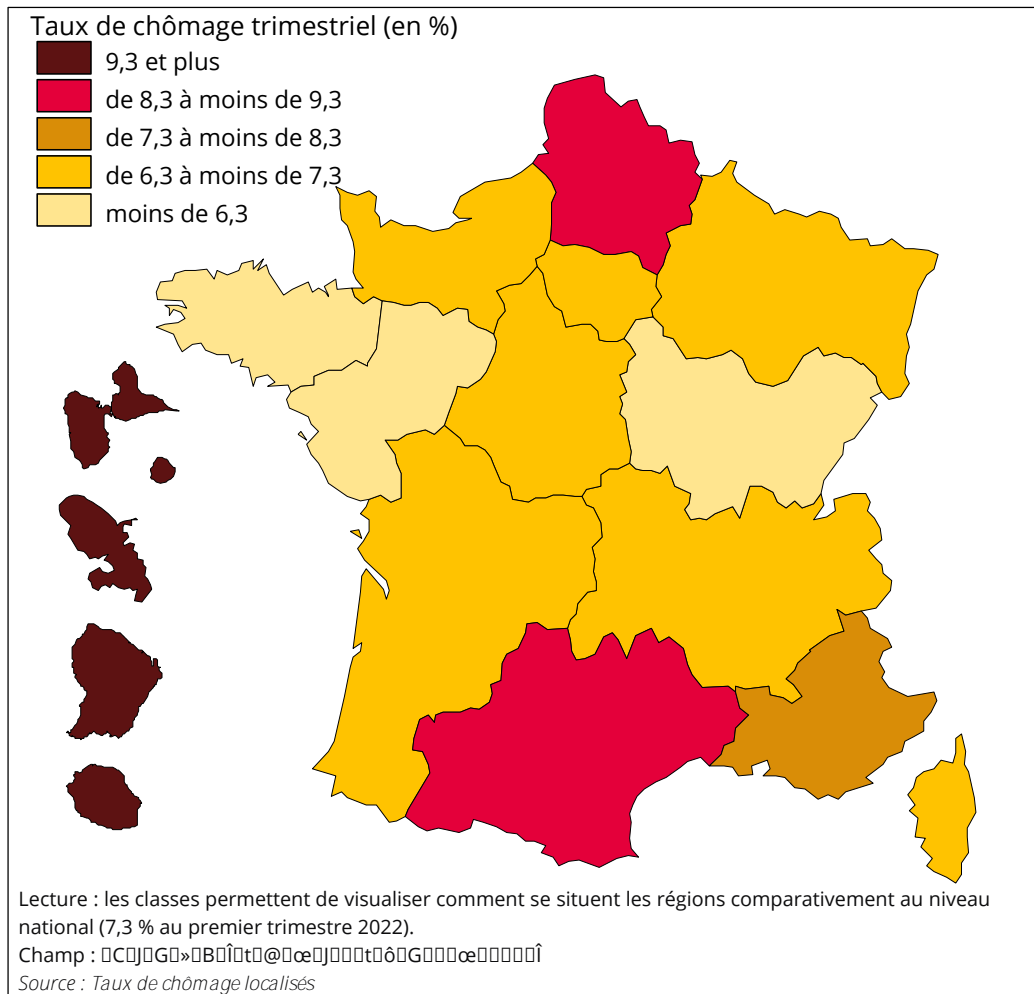 Taux de chômage trimestriel (en %)
9,3 et plus
de 8,3 à moins de 9,3
de 7,3 à moins de 8,3
de 6,3 à moins de 7,3
moins de 6,3
Lecture : les classes permettent de visualiser comment se situent les régions comparativement au niveau
national (7,3 % au premier trimestre 2022).
Champ :
Source : Taux de chômage localisés